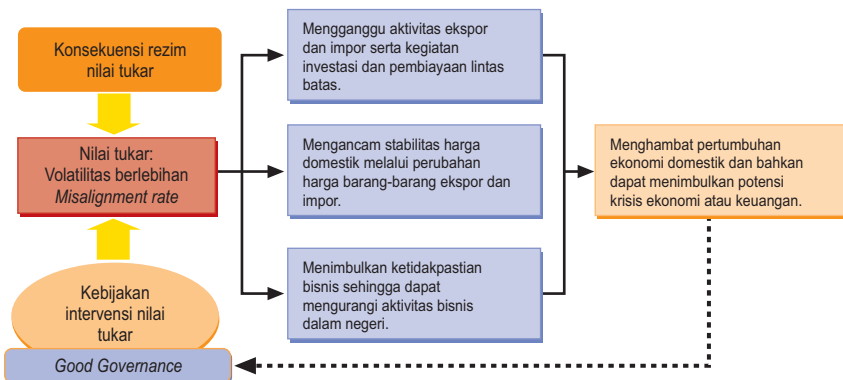 Konsekuensi rezim
nilai tukar
Nilai tukar:
Volatilitas berlebihan
Misalignment rate
Kebijakan
intervensi nilai
tukar
Good Governance
Mengganggu aktivitas ekspor
dan impor serta kegiatan
investasi dan pembiayaan lintas
batas.
Mengancam stabilitas harga
domestik melalui perubahan
harga barang-barang ekspor dan
impor.
Menimbulkan ketidakpastian
bisnis sehingga dapat
mengurangi aktivitas bisnis
dalam negeri.
Menghambat pertumbuhan
ekonomi domestik dan bahkan
dapat menimbulkan potensi
krisis ekonomi atau keuangan.